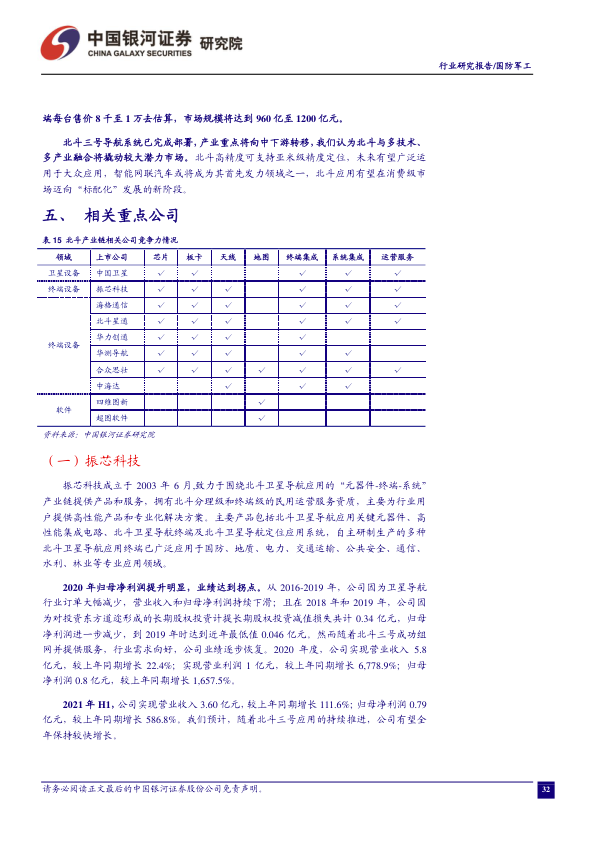 中国银河证券 研究院
CHINA GALAXY SECURITIES
行业研究报告/国防军工
端每台售价 8 千至 1 万去估算，市场规模将达到 960 亿至 1200 亿元。
北斗三号导航系统已完成部署，产业重点将向中下游转移，我们认为北斗与多技术、
多产业融合将撬动较大潜力市场。北斗高精度可支持亚米级精度定位，未来有望广泛运
用于大众应用，智能网联汽车或将成为其首先发力领域之一，北斗应用有望在消费级市
场迈向“标配化”发展的新阶段。
五、 相关重点公司
表 15 北斗产业链相关公司竞争力情况
领域 上市公司 芯片 板卡 天线 地图 终端集成 系统集成 运营服务
卫星设备 中国卫星 √ √ √ √ √
终端设备 振芯科技 √ √ √ √ √ √
海格通信 √ √ √ √ √ √
北斗星通 √ √ √ √ √ √
华力创通 √ √ √ √
终端设备
华测导航 √ √ √ √ √
合众思壮 √ √ √ √ √ √ √
中海达 √ √ √
四维图新 √
软件
超图软件 √
资料来源：中国银河证券研究院
（一）振芯科技
振芯科技成立于 2003 年 6 月,致力于围绕北斗卫星导航应用的“元器件-终端-系统”
产业链提供产品和服务，拥有北斗分理级和终端级的民用运营服务资质，主要为行业用
户提供高性能产品和专业化解决方案。主要产品包括北斗卫星导航应用关键元器件、高
性能集成电路、北斗卫星导航终端及北斗卫星导航定位应用系统，自主研制生产的多种
北斗卫星导航应用终端已广泛应用于国防、地质、电力、交通运输、公共安全、通信、
水利、林业等专业应用领域。
2020 年归母净利润提升明显，业绩达到拐点。从 2016-2019 年，公司因为卫星导航
行业订单大幅减少，营业收入和归母净利润持续下滑；且在 2018 年和 2019 年，公司因
为对投资东方道迩形成的长期股权投资计提长期股权投资减值损失共计 0.34 亿元，归母
净利润进一步减少，到 2019 年时达到近年最低值 0.046 亿元。然而随着北斗三号成功组
网并提供服务，行业需求向好，公司业绩逐步恢复。2020 年度，公司实现营业收入 5.8
亿元，较上年同期增长 22.4%；实现营业利润 1 亿元，较上年同期增长 6,778.9%；归母
净利润 0.8 亿元，较上年同期增长 1,657.5%。
2021 年 H1，公司实现营业收入 3.60 亿元,较上年同期增长 111.6%；归母净利润 0.79
亿元，较上年同期增长 586.8%。我们预计，随着北斗三号应用的持续推进，公司有望全
年保持较快增长。
请务必阅读正文最后的中国银河证券股份公司免责声明。
32